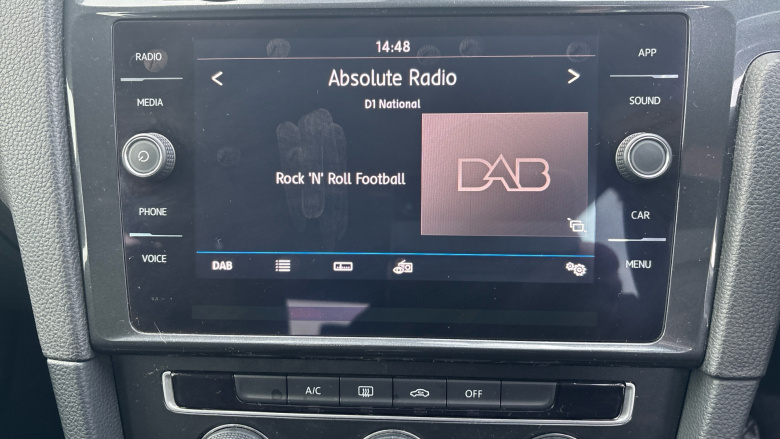 14:48
RADIO
APP
Absolute Radio
D1 National
MEDIA
SOUND
DAB
Rock 'N' Roll Football
PHONE
CAR
VOICE
DAB
MENU
A/C
OFF